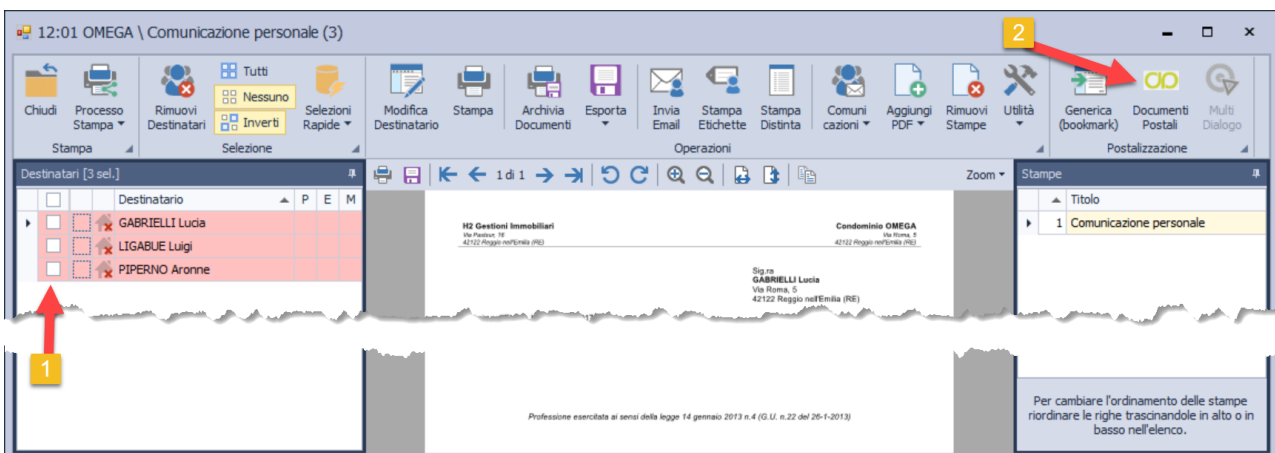 12:01 OMEGA \ Comunicazione personale (3)
2
Chiudi
Processo
Stampa
Stampa
Rimuovi
Destinatari
Tutti
Nessuno
Inverti
Selezioni
Rapide
Selezione
Modifica
Destinatario
Stampa
Archivia
Documenti
Esporta
Invia
Email
Stampa
Etichette
Stampa
Distinta
Comuni
cazioni
Aggiungi
PDF
Rimuovi
Stampe
Utilità
Operazioni
Generica
(bookmark)
Documenti
Postali
Multi
Dialogo
Postalizzazione
Destinatari [3 sel.]
1 di 1
Zoom
Stampe
Destinatario P E M
GABRIELLI Lucia
LIGABUE Luigi
PIPERNO Aronne
1
H2 Gestioni Immobiliari
Via Pasteur, 16
42122 Reggio nell'Emilia (RE)
Condominio OMEGA
Via Roma, 5
42122 Reggio nell'Emilia (RE)
Sig.ra
GABRIELLI Lucia
Via Roma, 5
42122 Reggio nell'Emilia (RE)
Professione esercitata ai sensi della legge 14 gennaio 2013 n.4 (G.U. n.22 del 26-1-2013)
Titolo
1 Comunicazione personale
Per cambiare l'ordinamento delle stampe
riordinare le righe trascinandole in alto o in
basso nell'elenco.